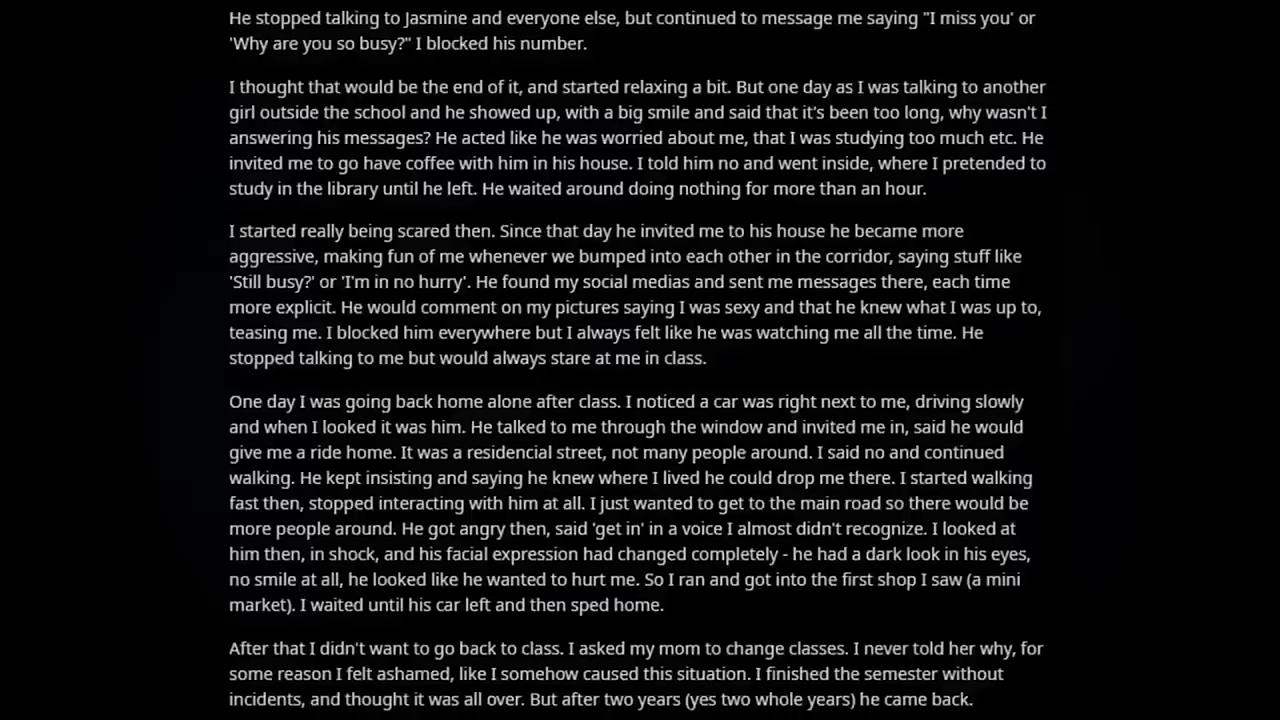 He stopped talking to Jasmine and everyone else, but continued to message me saying "I miss you' or
'Why are you so busy?" I blocked his number.
I thought that would be the end of it, and started relaxing a bit. But one day as I was talking to another
girl outside the school and he showed up, with a big smile and said that it's been too long, why wasn't I
answering his messages? He acted like he was worried about me, that I was studying too much etc. He
invited me to go have coffee with him in his house. I told him no and went inside, where I pretended to
study in the library until he left. He waited around doing nothing for more than an hour.
I started really being scared then. Since that day he invited me to his house he became more
aggressive, making fun of me whenever we bumped into each other in the corridor, saying stuff like
'Still busy?' or 'I'm in no hurry'. He found my social medias and sent me messages there, each time
more explicit. He would comment on my pictures saying I was sexy and that he knew what I was up to,
teasing me. I blocked him everywhere but I always felt like he was watching me all the time. He
stopped talking to me but would always stare at me in class.
One day I was going back home alone after class. I noticed a car was right next to me, driving slowly
and when I looked it was him. He talked to me through the window and invited me in, said he would
give me a ride home. It was a residencial street, not many people around. I said no and continued
walking. He kept insisting and saying he knew where I lived he could drop me there. I started walking
fast then, stopped interacting with him at all. I just wanted to get to the main road so there would be
more people around. He got angry then, said 'get in' in a voice I almost didn't recognize. I looked at
him then, in shock, and his facial expression had changed completely - he had a dark look in his eyes,
no smile at all, he looked like he wanted to hurt me. So I ran and got into the first shop I saw (a mini
market). I waited until his car left and then sped home.
After that I didn't want to go back to class. I asked my mom to change classes. I never told her why, for
some reason I felt ashamed, like I somehow caused this situation. I finished the semester without
incidents, and thought it was all over. But after two years (yes two whole years) he came back.